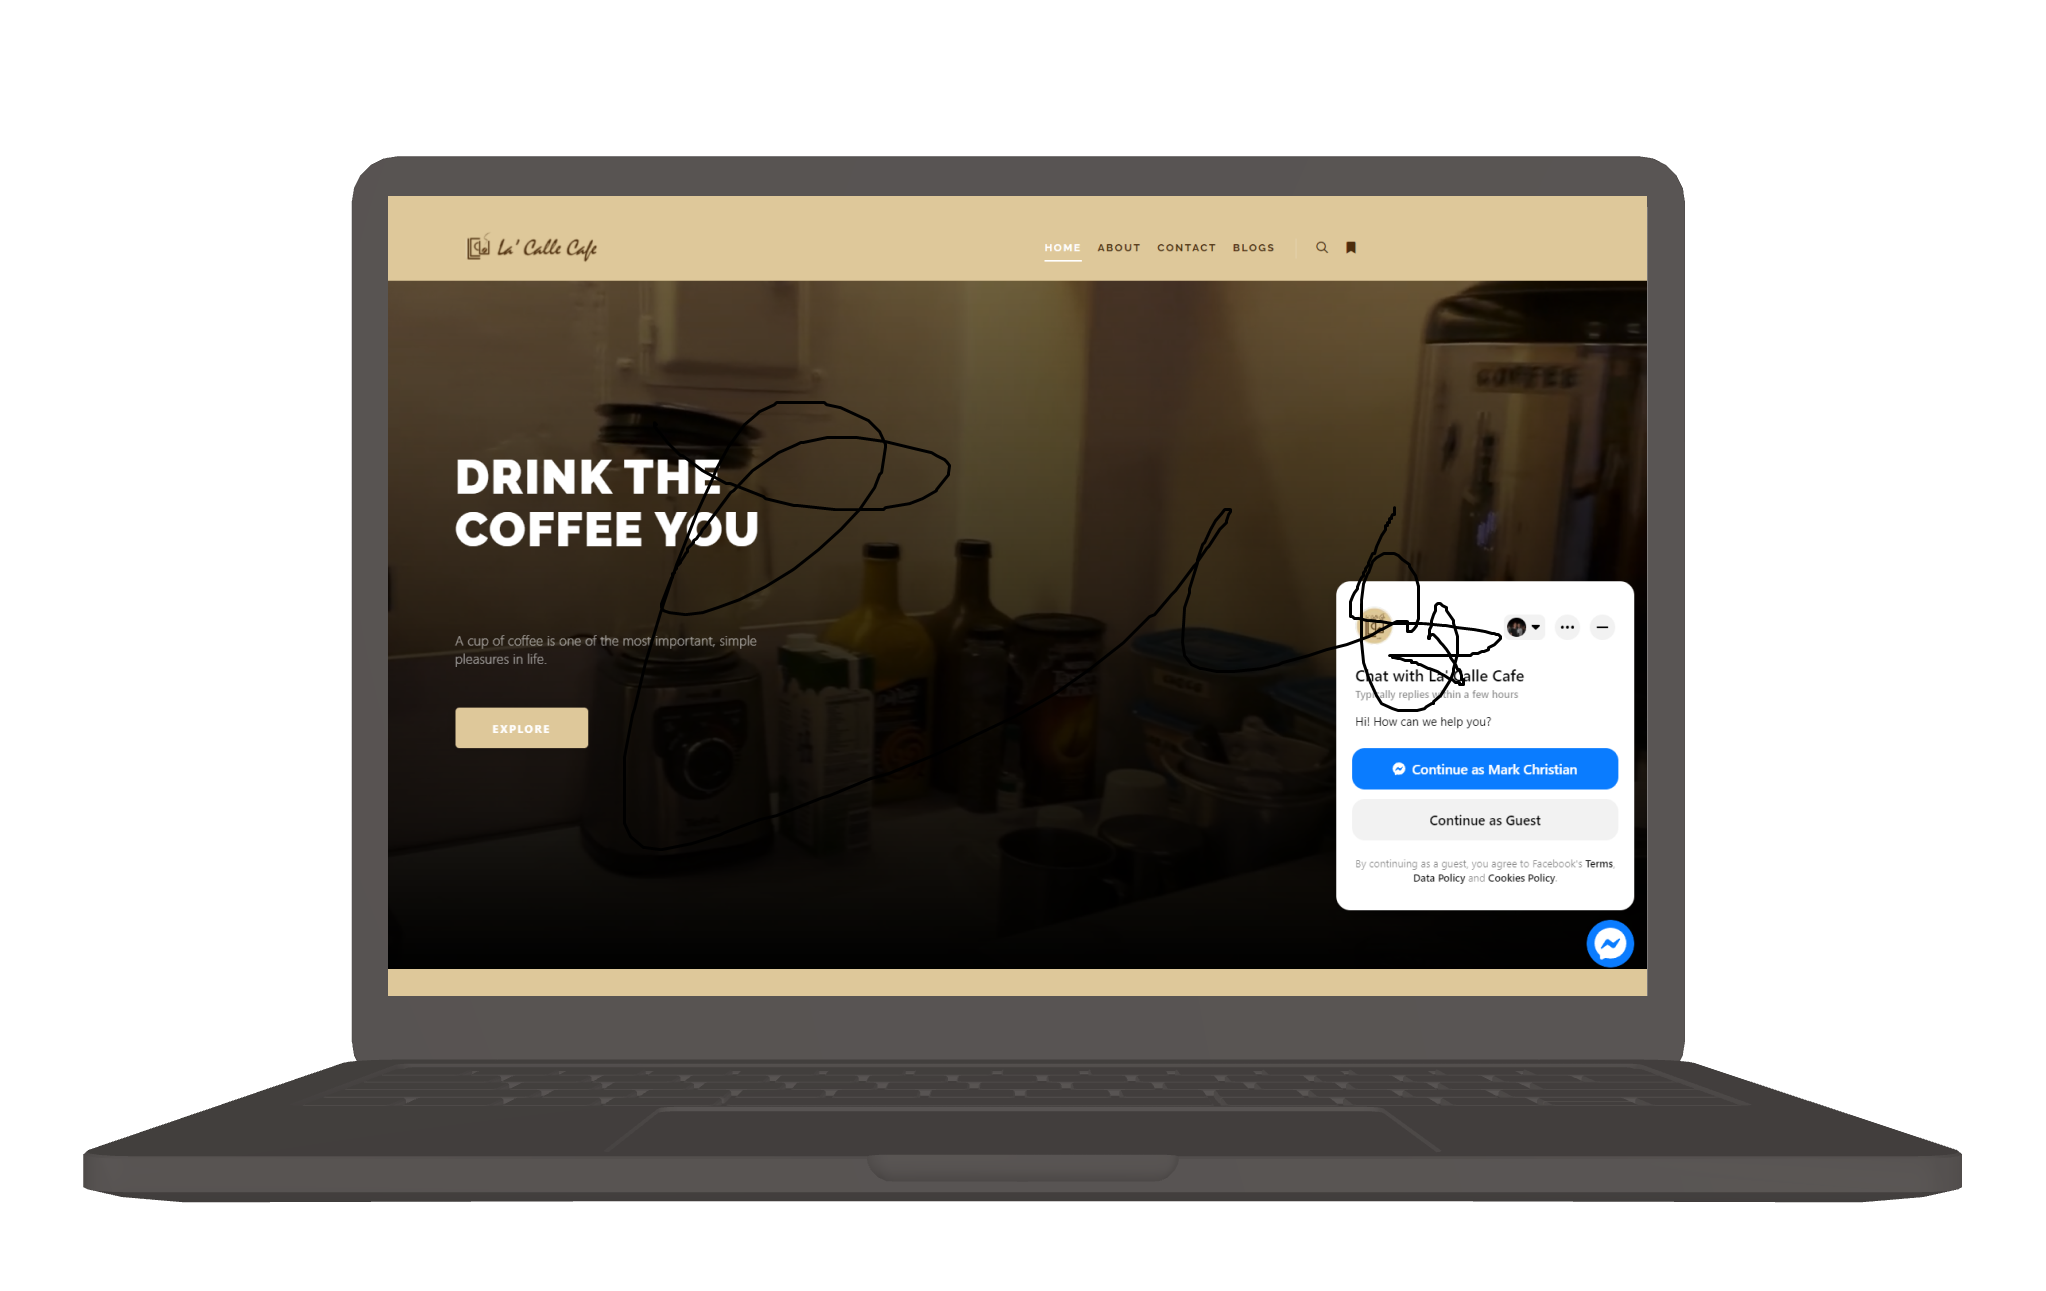 La' Calle Cafe
HOME ABOUT CONTACT BLOGS
COFFEE
DRINK THE
COFFEE YOU
A cup of coffee is one of the most important, simple
pleasures in life.
EXPLORE
Chat with La' Calle Cafe
Typically replies within a few hours
Hi! How can we help you?
Continue as Mark Christian
Continue as Guest
By continuing as a guest, you agree to Facebook's Terms,
Data Policy and Cookies Policy.